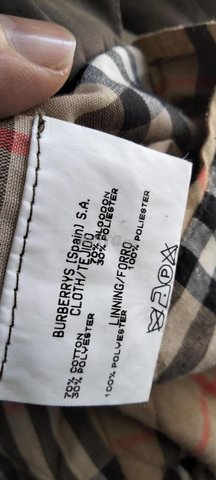 BURBERRYS (Spain) S.A.
CLOTH/TEJIDO
70% COTTON 70% ALGODON
30% POLYESTER 30% POLIESTER
LINNING/FORRO
100% POLYESTER 100% POLIESTER